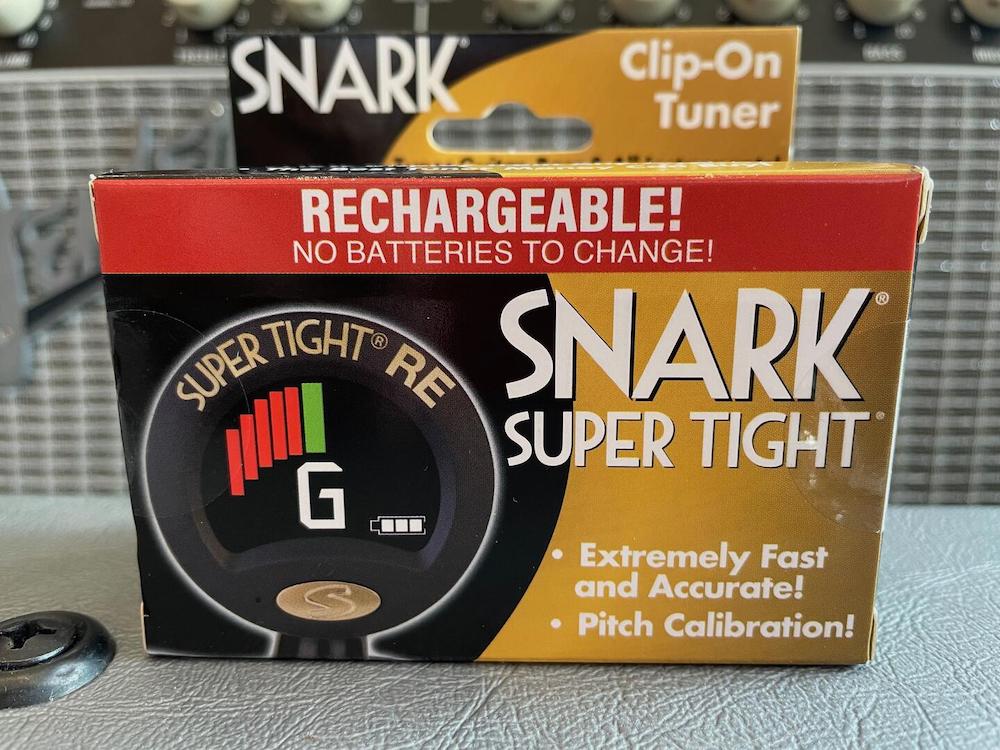 SNARK®
Clip-On
Tuner
RECHARGEABLE!
NO BATTERIES TO CHANGE!
SUPER TIGHT® RE
G
S
SNARK®
SUPER TIGHT®
• Extremely Fast
and Accurate!
• Pitch Calibration!